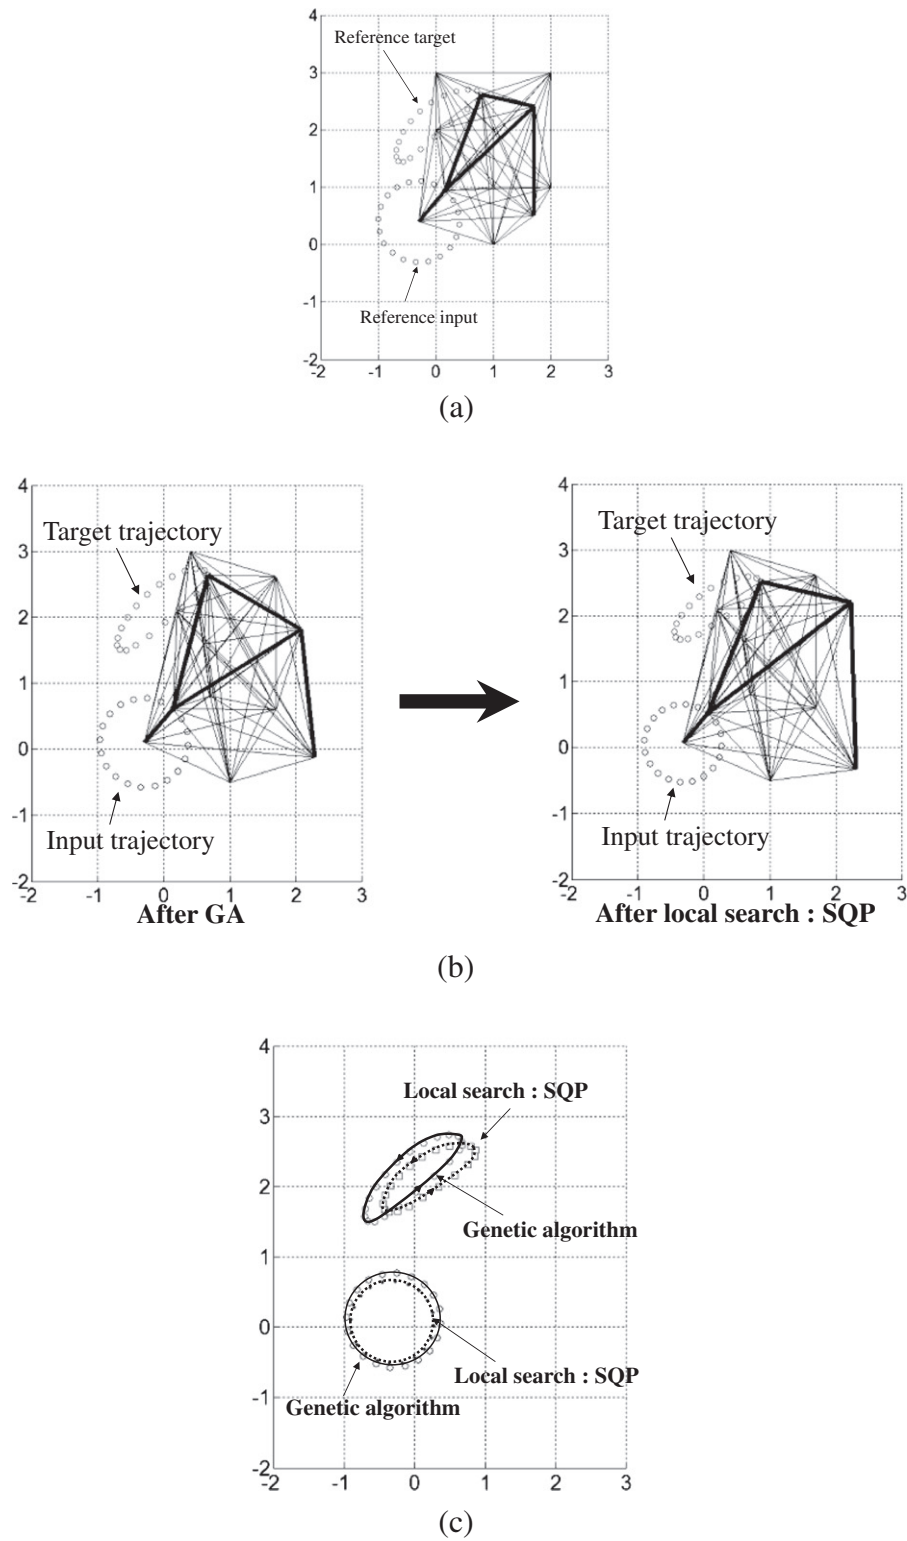 4
Reference target
3
2
1
0
-1
Reference input
-2
-2 -1 0 1 2 3
(a)
4
Target trajectory
3
2
1
0
-1
Input trajectory
-2
-2 -1 0 1 2 3
After GA
4
Target trajectory
3
2
1
0
-1
Input trajectory
-2
-2 -1 0 1 2 3
After local search : SQP
(b)
4
Local search : SQP
3
2
Genetic algorithm
1
0
Local search : SQP
-1
Genetic algorithm
-2
-2 -1 0 1 2 3
(c)